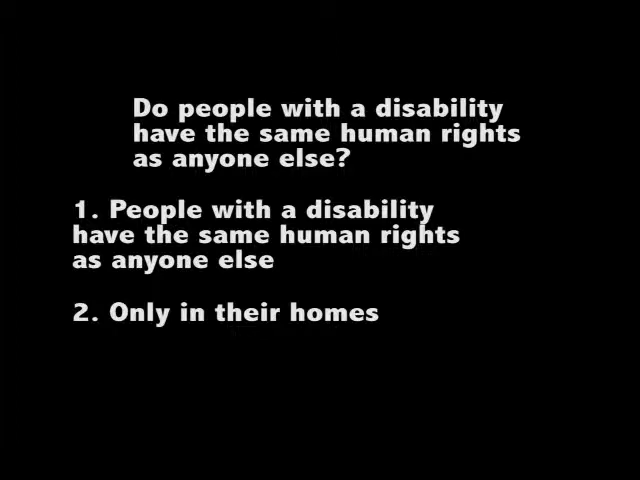 Do people with a disability
have the same human rights
as anyone else?
1. People with a disability
have the same human rights
as anyone else
2. Only in their homes